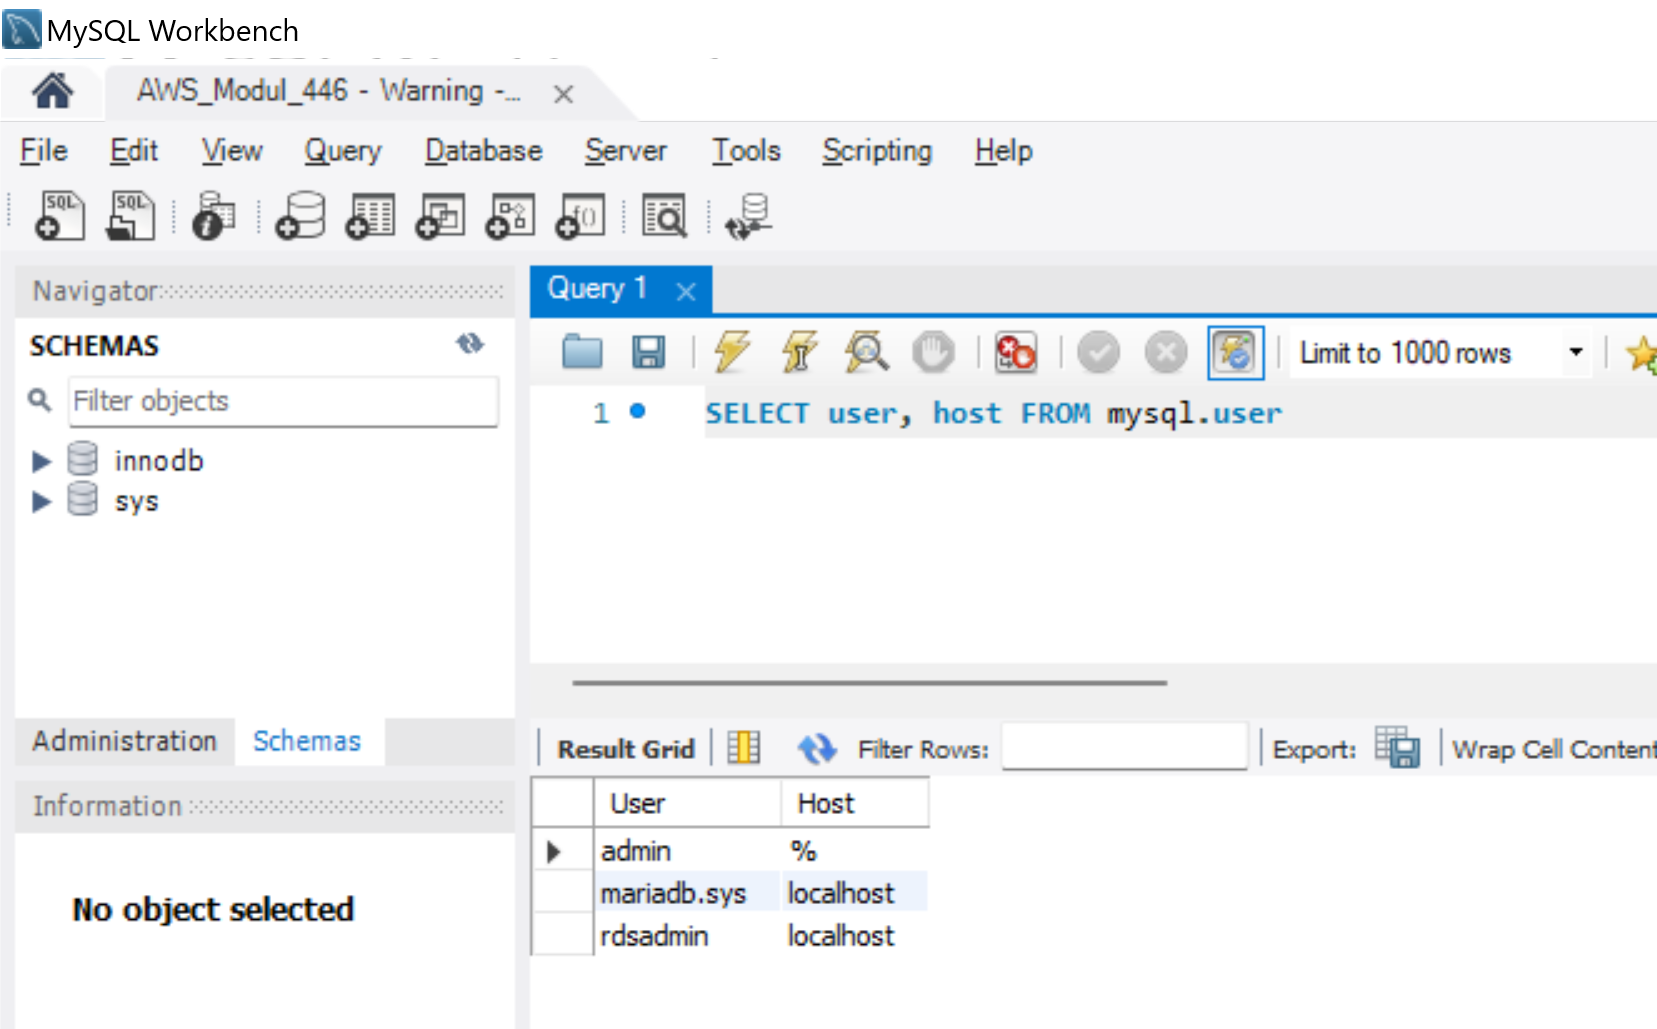 MySQL Workbench
AWS_Modul_446 - Warning -...
File Edit View Query Database Server Tools Scripting Help
SQL SQL f()
Navigator
Query 1
SCHEMAS
Limit to 1000 rows
Filter objects
1 SELECT user, host FROM mysql.user
innodb
sys
Administration Schemas
Result Grid Filter Rows: Export: Wrap Cell Content
Information
User Host
admin %
mariadb.sys localhost
No object selected
rdsadmin localhost